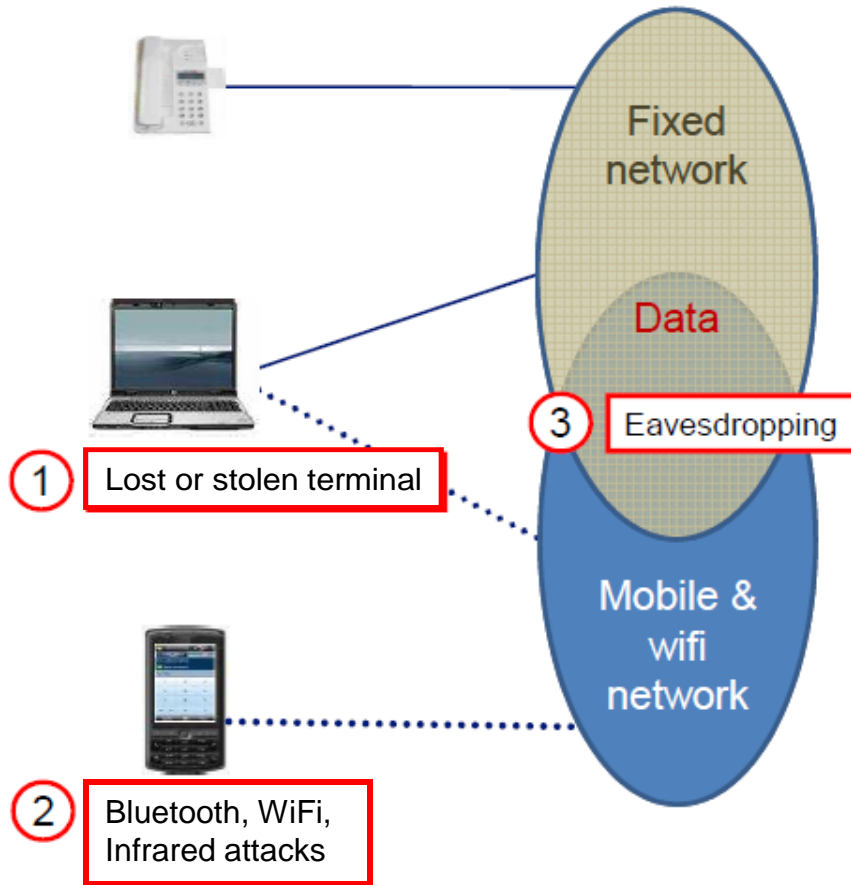 Fixed
network
Data
3
Eavesdropping
1
Lost or stolen terminal
Mobile &
wifi
network
2
Bluetooth, WiFi,
Infrared attacks